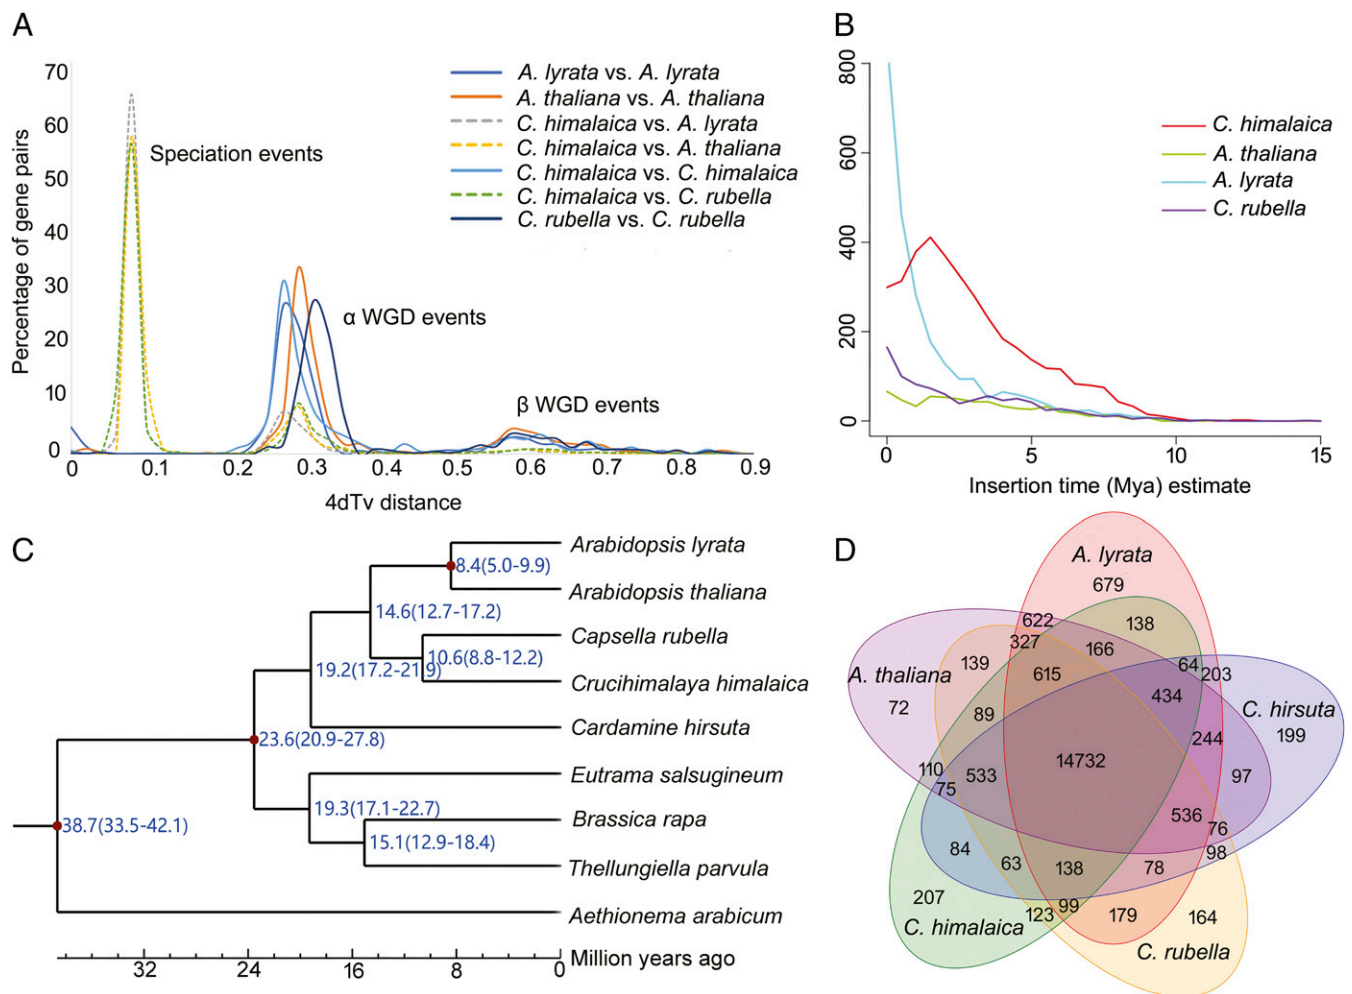 A
Percentage of gene pairs
70
60
50
40
30
20
10
0
0 0.1 0.2 0.3 0.4 0.5 0.6 0.7 0.8 0.9
4dTv distance
Speciation events
α WGD events
β WGD events
A. lyrata vs. A. lyrata
A. thaliana vs. A. thaliana
C. himalaica vs. A. lyrata
C. himalaica vs. A. thaliana
C. himalaica vs. C. himalaica
C. himalaica vs. C. rubella
C. rubella vs. C. rubella
B
800
600
400
200
0
0 5 10 15
Insertion time (Mya) estimate
C. himalaica
A. thaliana
A. lyrata
C. rubella
C
Arabidopsis lyrata
8.4(5.0-9.9)
Arabidopsis thaliana
14.6(12.7-17.2)
Capsella rubella
10.6(8.8-12.2)
19.2(17.2-21.9)
Crucihimalaya himalaica
Cardamine hirsuta
23.6(20.9-27.8)
Eutrama salsugineum
19.3(17.1-22.7)
Brassica rapa
38.7(33.5-42.1)
15.1(12.9-18.4)
Thellungiella parvula
Aethionema arabicum
32 24 16 8 0
Million years ago
D
A. lyrata
679
622
138
327
166
139
64
203
A. thaliana
615
434
72
89
C. hirsuta
199
244
110
533
14732
97
75
536
76
84
63
138
78
98
207
99
123
179
164
C. himalaica
C. rubella